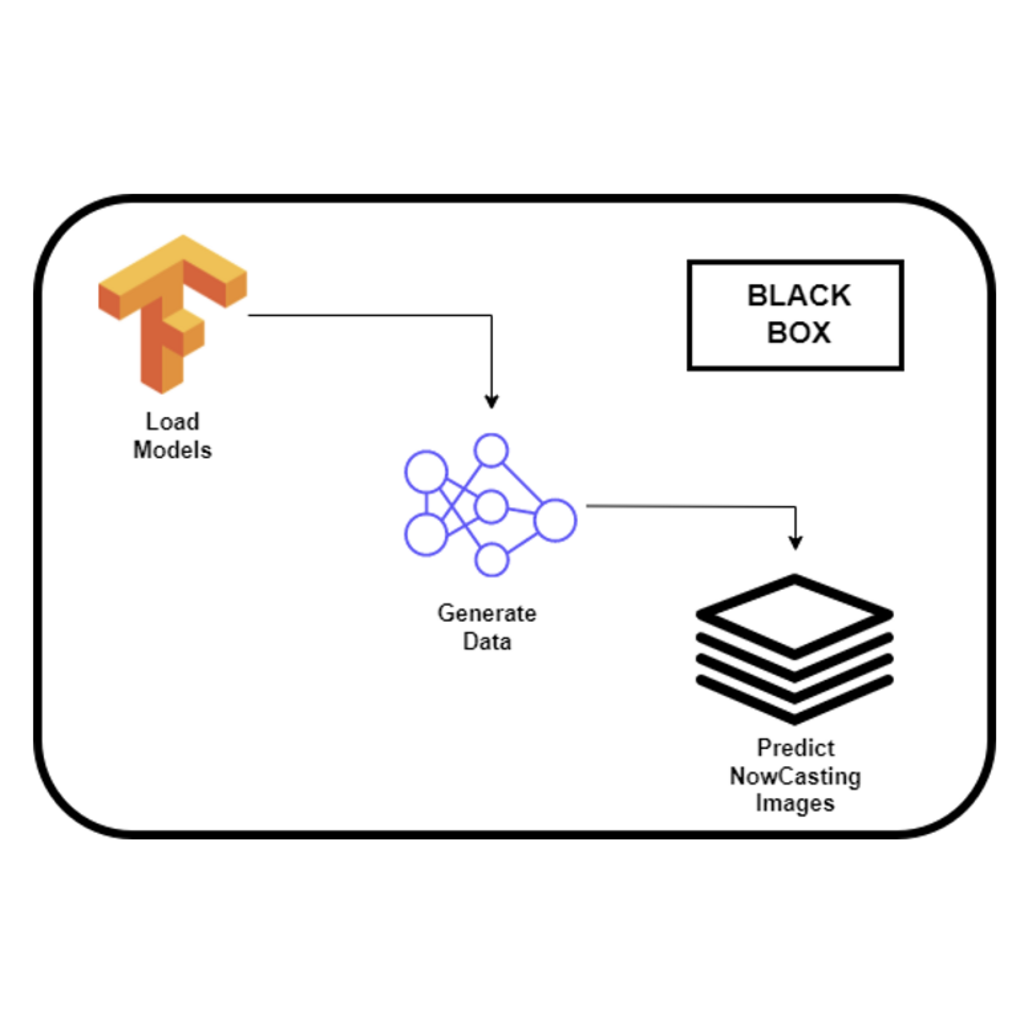 BLACK
BOX
Load
Models
Generate
Data
Predict
NowCasting
Images